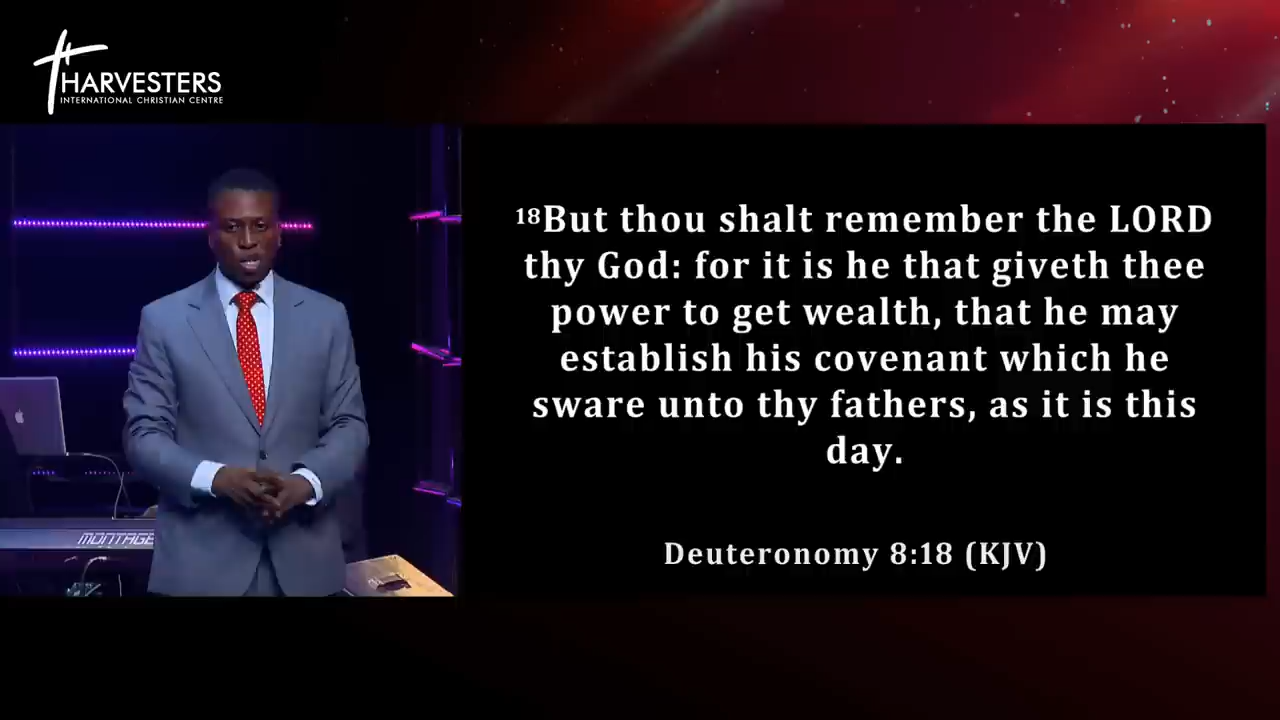 HARVESTERS
INTERNATIONAL CHRISTIAN CENTRE
18But thou shalt remember the LORD
thy God: for it is he that giveth thee
power to get wealth, that he may
establish his covenant which he
sware unto thy fathers, as it is this
day.
Deuteronomy 8:18 (KJV)
MONTAGE